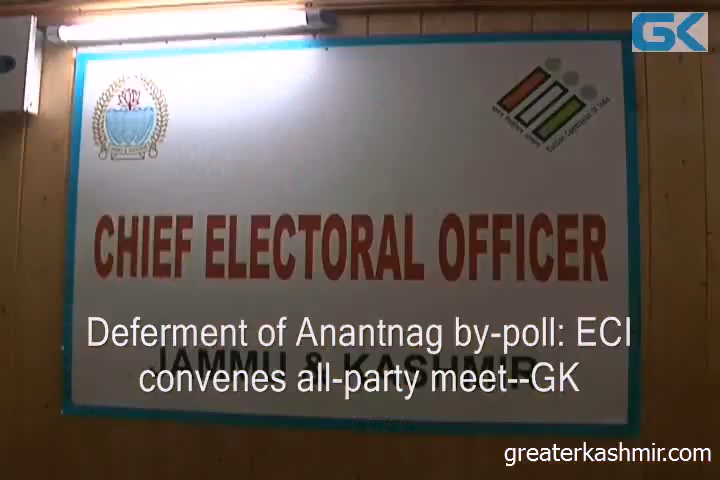 GK
CHIEF ELECTORAL OFFICER
JAMMU & KASHMIR
Deferment of Anantnag by-poll: ECI
convenes all-party meet--GK
greaterkashmir.com